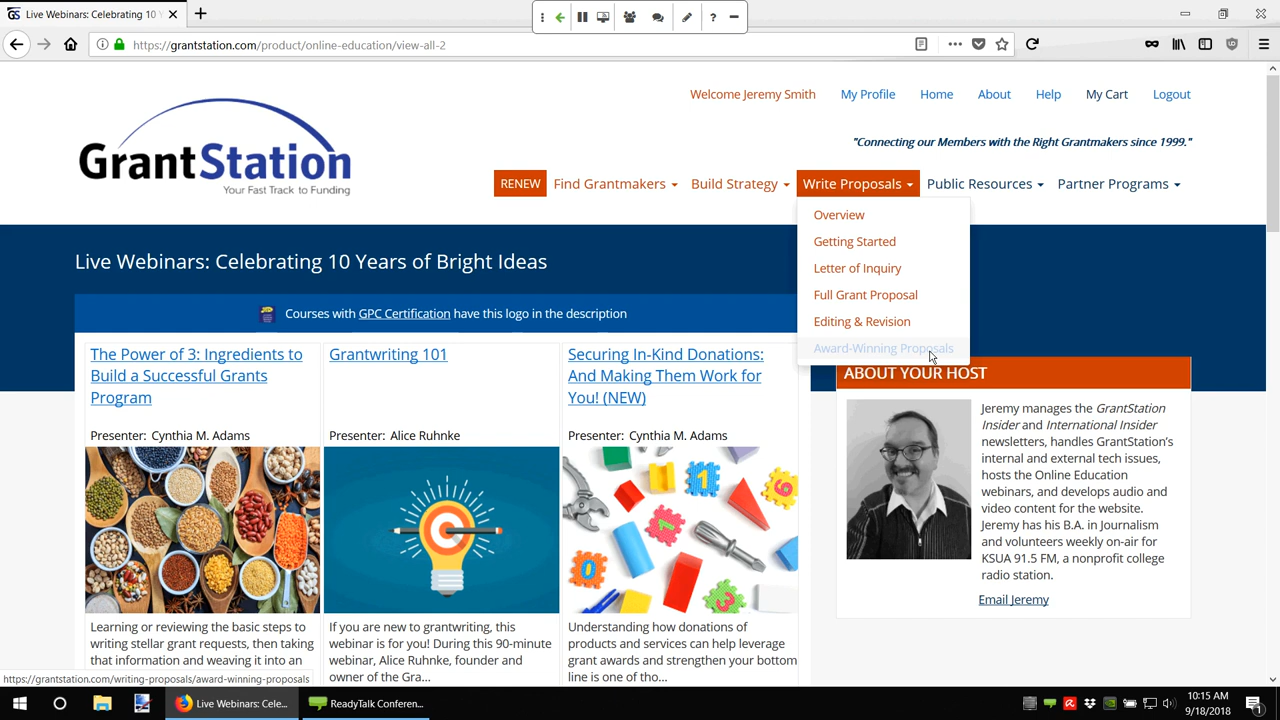 Live Webinars: Celebrating 10 Y
https://grantstation.com/product/online-education/view-all-2
Welcome Jeremy Smith
My Profile
Home
About
Help
My Cart
Logout
GrantStation
Your Fast Track to Funding
"Connecting our Members with the Right Grantmakers since 1999."
RENEW
Find Grantmakers
Build Strategy
Write Proposals
Public Resources
Partner Programs
Overview
Getting Started
Letter of Inquiry
Full Grant Proposal
Editing & Revision
Award-Winning Proposals
Live Webinars: Celebrating 10 Years of Bright Ideas
Courses with GPC Certification have this logo in the description
The Power of 3: Ingredients to
Build a Successful Grants
Program
Presenter: Cynthia M. Adams
Learning or reviewing the basic steps to
writing stellar grant requests, then taking
that information and weaving it into an
Grantwriting 101
Presenter: Alice Ruhnke
If you are new to grantwriting, this
webinar is for you! During this 90-minute
webinar, Alice Ruhnke, founder and
owner of the Gra...
Securing In-Kind Donations:
And Making Them Work for
You! (NEW)
Presenter: Cynthia M. Adams
Understanding how donations of
products and services can help leverage
grant awards and strengthen your bottom
line is one of tho...
ABOUT YOUR HOST
Jeremy manages the GrantStation
Insider and International Insider
newsletters, handles GrantStation's
internal and external tech issues,
hosts the Online Education
webinars, and develops audio and
video content for the website.
Jeremy has his B.A. in Journalism
and volunteers weekly on-air for
KSUA 91.5 FM, a nonprofit college
radio station.
Email Jeremy
https://grantstation.com/writing-proposals/award-winning-proposals
Live Webinars: Cele...
ReadyTalk Conferen...
10:15 AM
9/18/2018